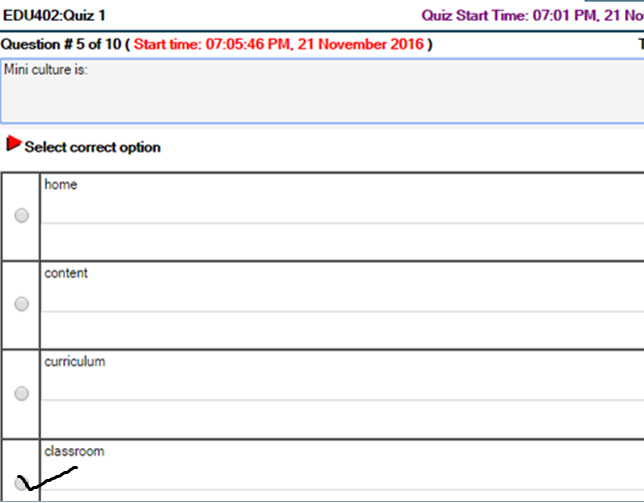 EDU402:Quiz 1 Quiz Start Time: 07:01 PM, 21 No
Question # 5 of 10 ( Start time: 07:05:46 PM, 21 November 2016 ) T
Mini culture is:
Select correct option
home
content
curriculum
classroom